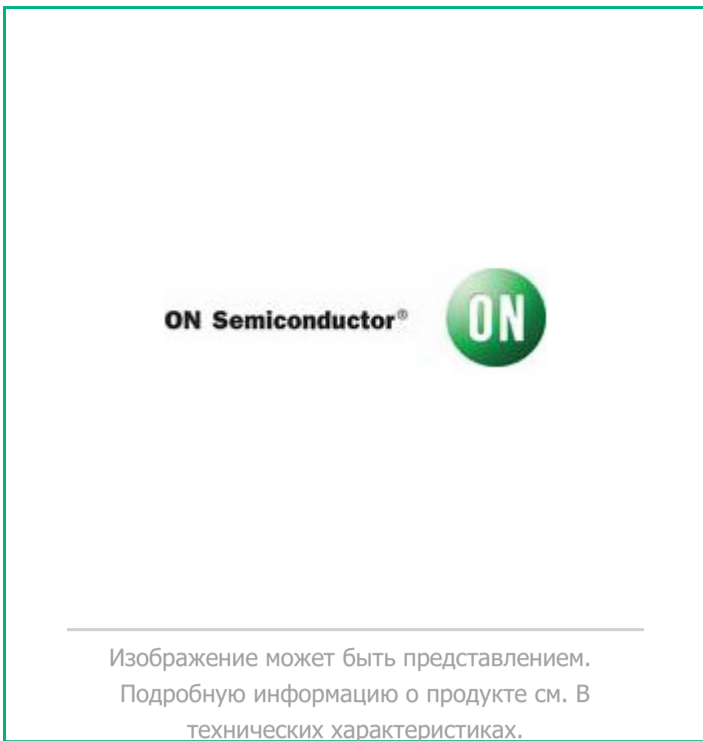 ON Semiconductor®
ON
Изображение может быть представлением.
Подробную информацию о продукте см. В
технических характеристиках.